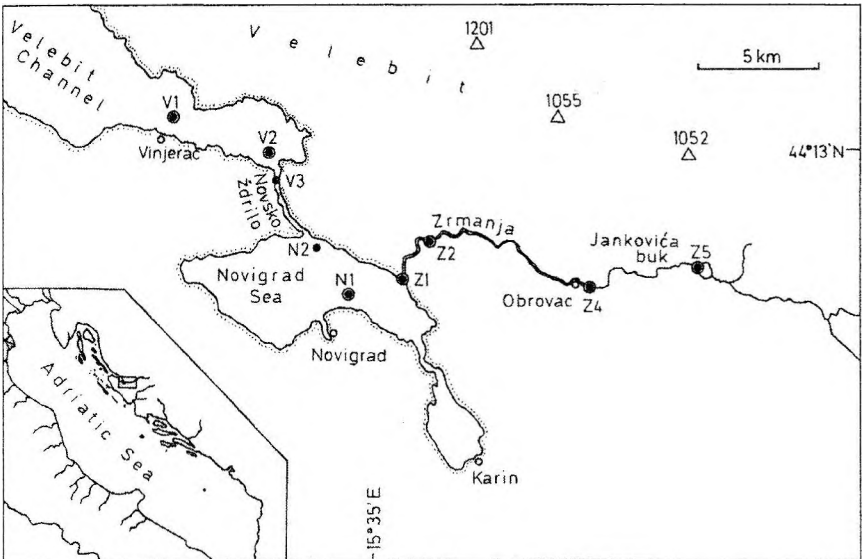 Velebit
Channel
Velebit
1201
5 km
1055
1052
44°13'N
V1
Vinjerac
V2
V3
Novsko
ždrilo
Zrmanja
Z2
N2
Novigrad
Sea
N1
Z1
Jankovića
buk
Z5
Obrovac
Z4
Novigrad
Karin
15°35'E
Adriatic Sea